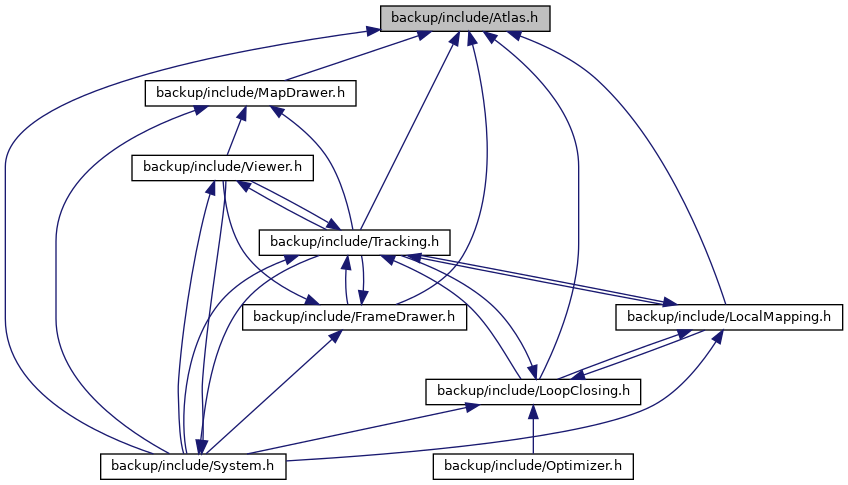 backup/include/Atlas.h
backup/include/MapDrawer.h
backup/include/Viewer.h
backup/include/Tracking.h
backup/include/FrameDrawer.h
backup/include/LocalMapping.h
backup/include/LoopClosing.h
backup/include/System.h
backup/include/Optimizer.h